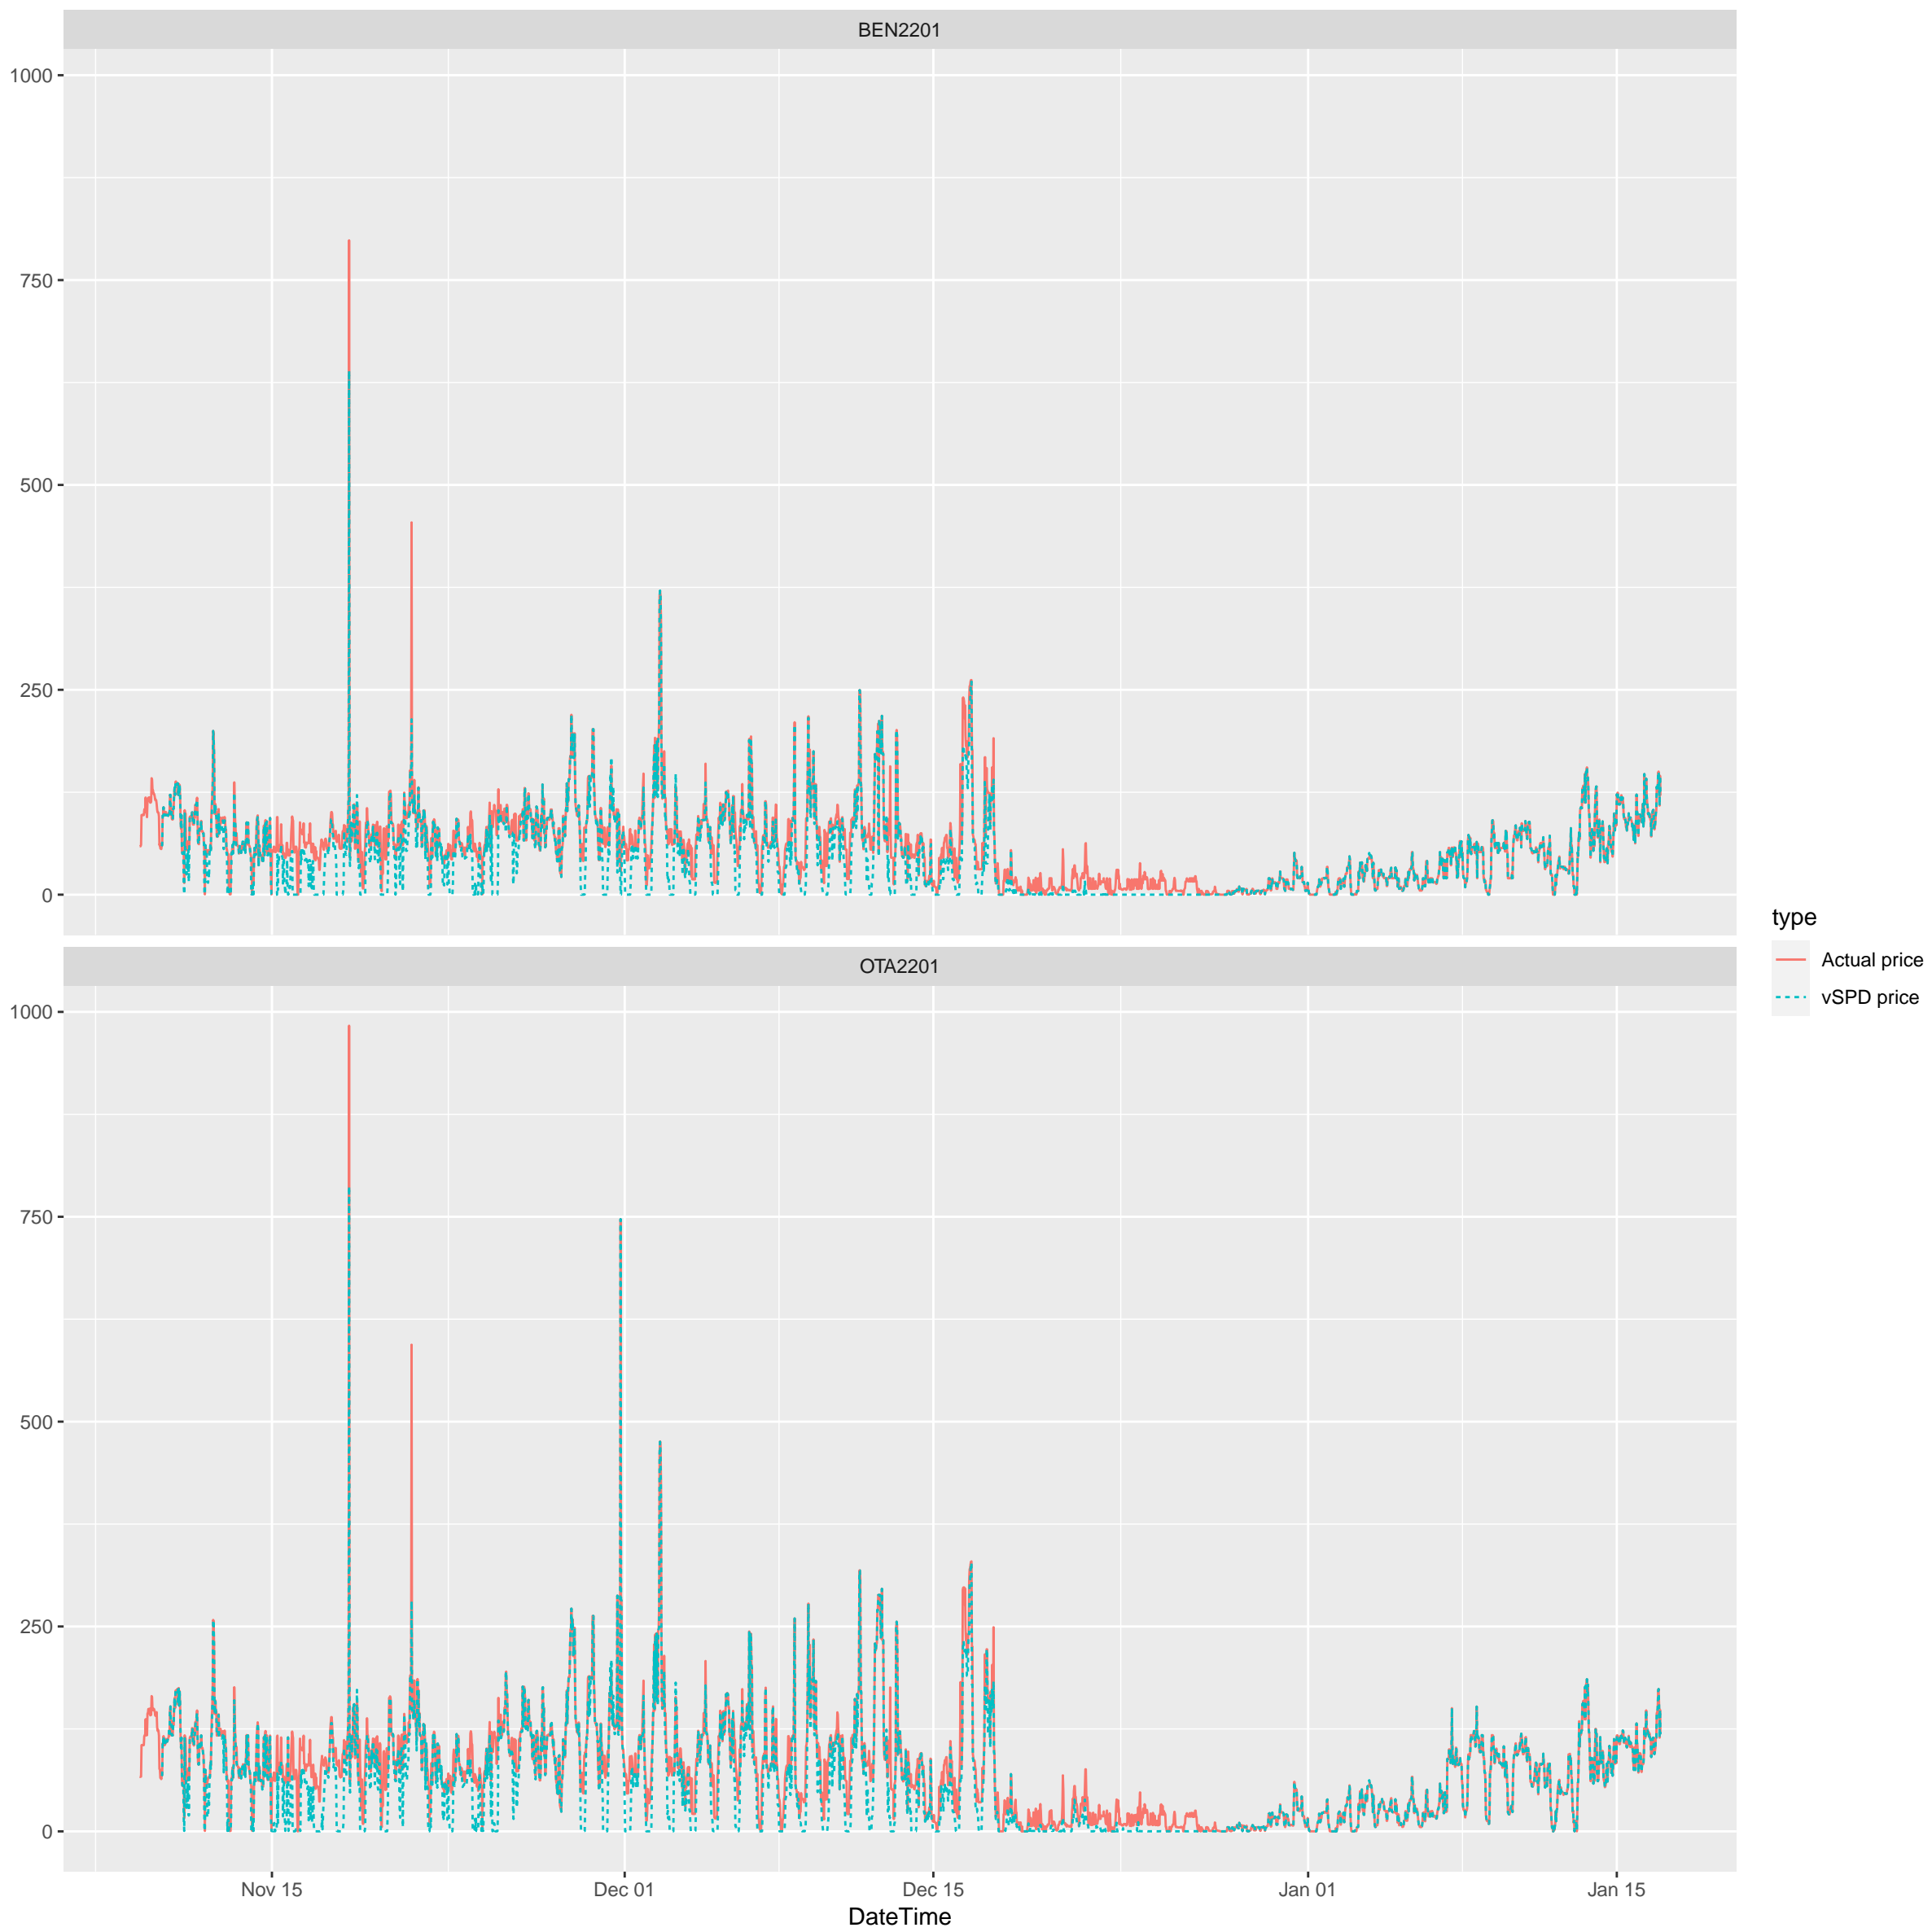 BEN2201
1000
750
500
250
0
OTA2201
1000
750
500
250
0
Nov 15
Dec 01
Dec 15
Jan 01
Jan 15
DateTime
type
Actual price
vSPD price